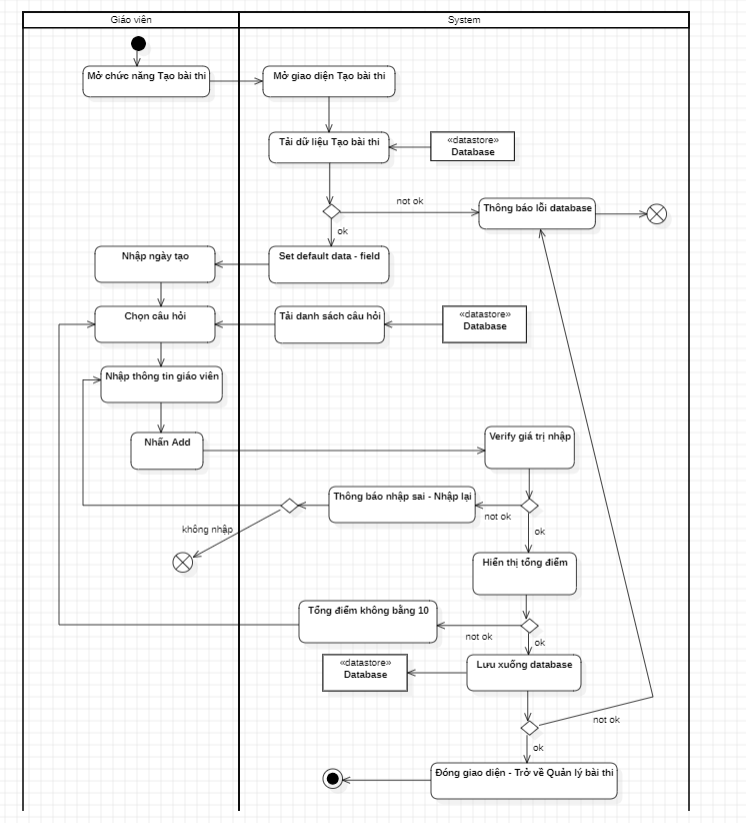 Giáo viên
System
Mở chức năng Tạo bài thi
Mở giao diện Tạo bài thi
Tải dữ liệu Tạo bài thi
«datastore»
Database
not ok
Thông báo lỗi database
ok
Nhập ngày tạo
Set default data - field
Chọn câu hỏi
Tải danh sách câu hỏi
«datastore»
Database
Nhập thông tin giáo viên
Nhấn Add
Verify giá trị nhập
Thông báo nhập sai - Nhập lại
not ok
không nhập
ok
Hiển thị tổng điểm
Tổng điểm không bằng 10
not ok
ok
«datastore»
Database
Lưu xuống database
not ok
ok
Đóng giao diện - Trở về Quản lý bài thi